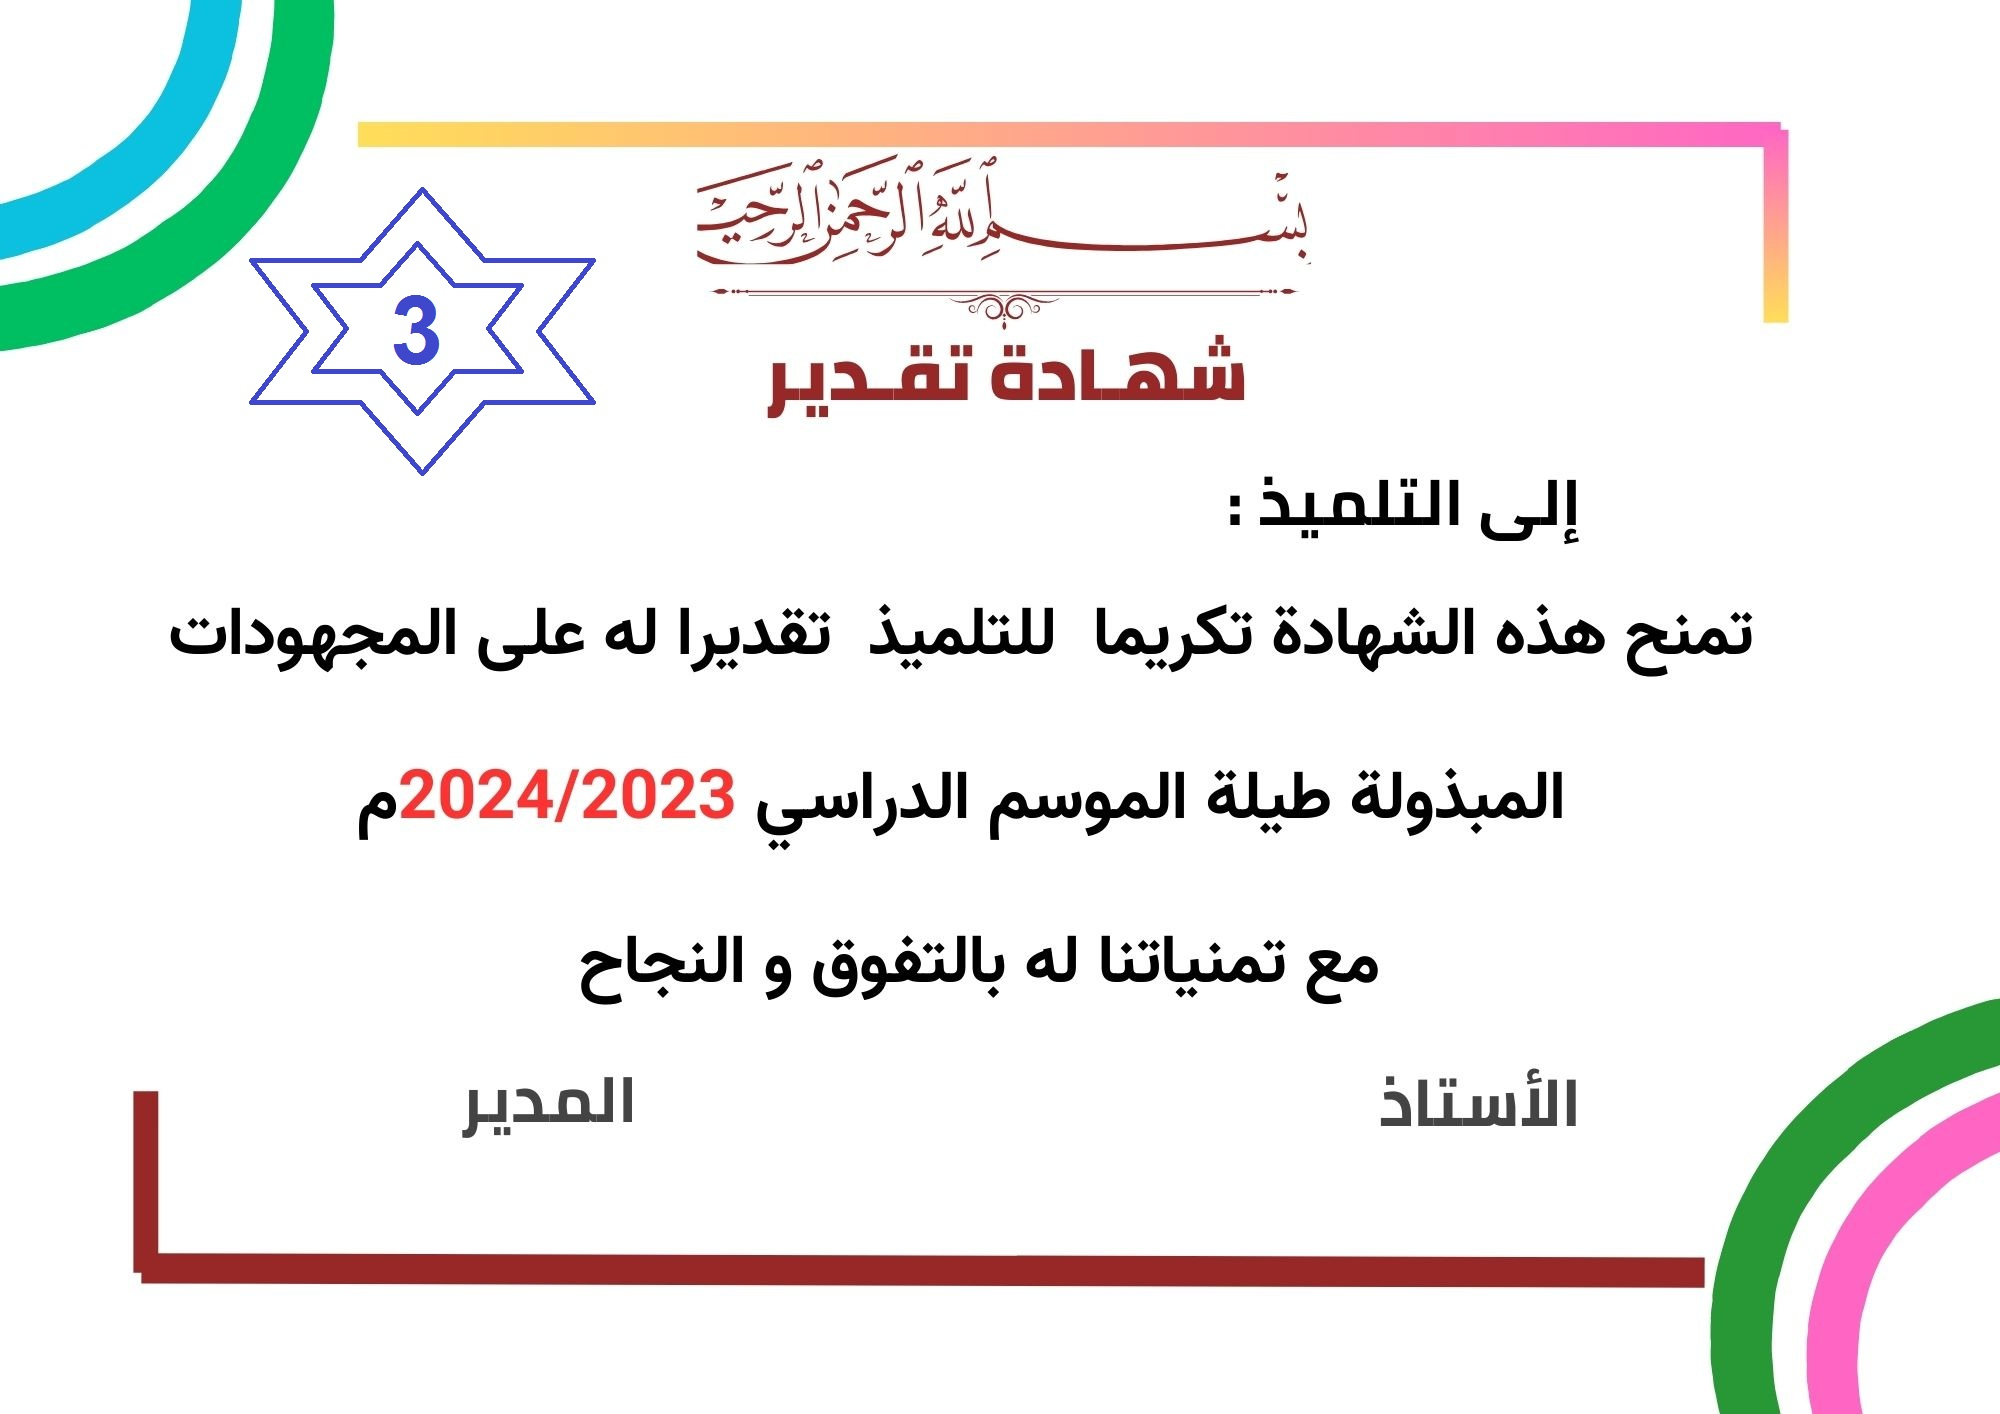 بسم الله الرحمن الرحيم
3
شهادة تقدير
إلى التلميذ :
تمنح هذه الشهادة تكريما للتلميذ تقديرا له على المجهودات
المبذولة طيلة الموسم الدراسي 2024/2023م
مع تمنياتنا له بالتفوق و النجاح
الأستاذ
المدير